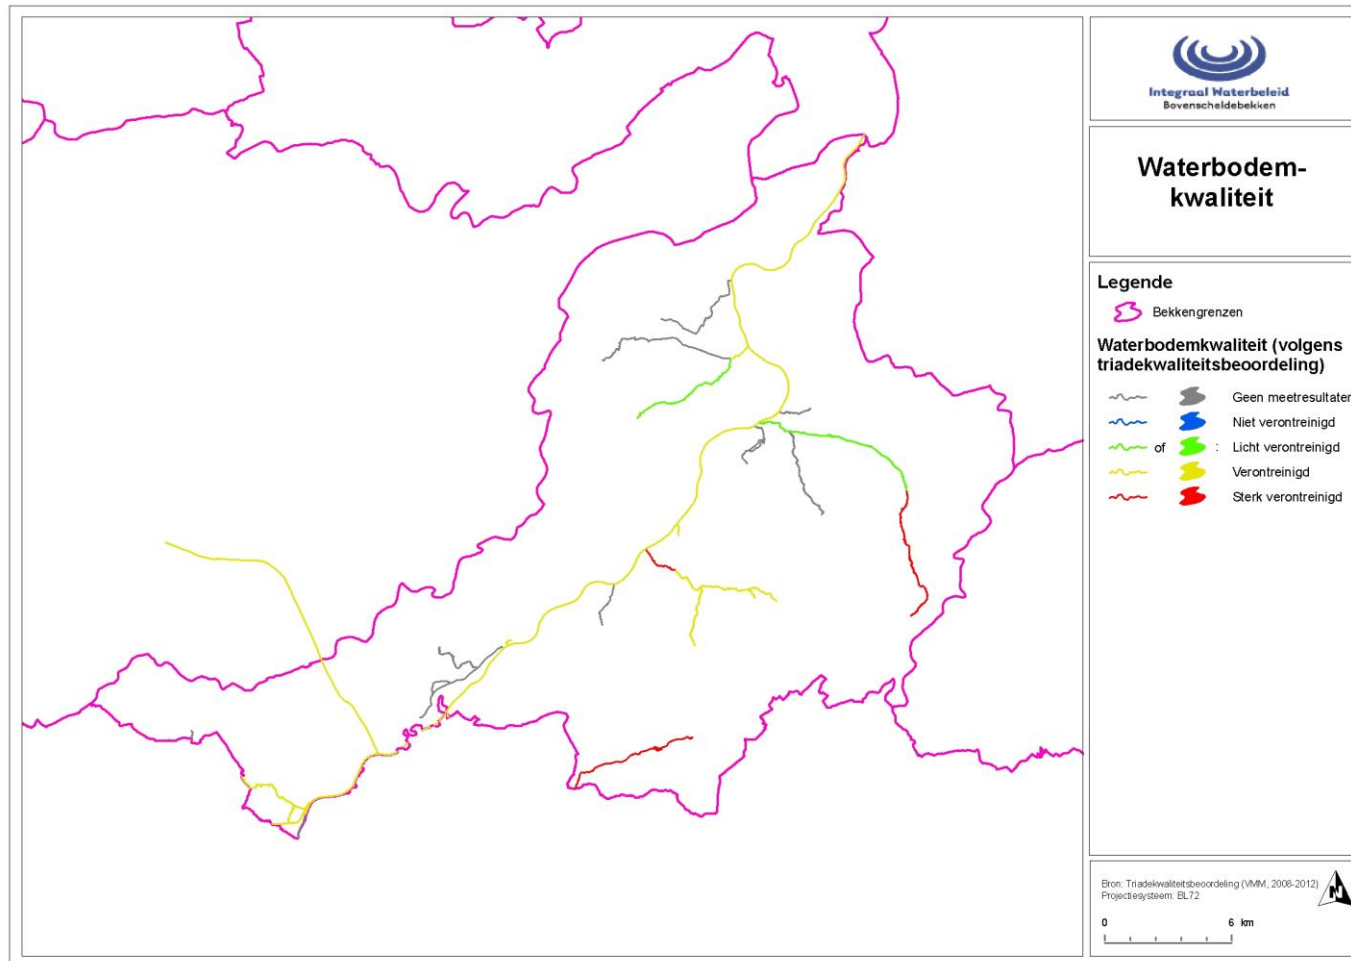 Integraal Waterbeleid
Bovenscheldebekken
Waterbodem-
kwaliteit
Legende
Bekkengrenzen
Waterbodemkwaliteit (volgens
triadekwaliteitsbeoordeling)
Geen meetresultaten
Niet verontreinigd
of : Licht verontreinigd
Verontreinigd
Sterk verontreinigd
Bron: Triadekwaliteitsbeoordeling (VMM, 2008-2012)
Projectiesysteem: BL72
N
0 6 km